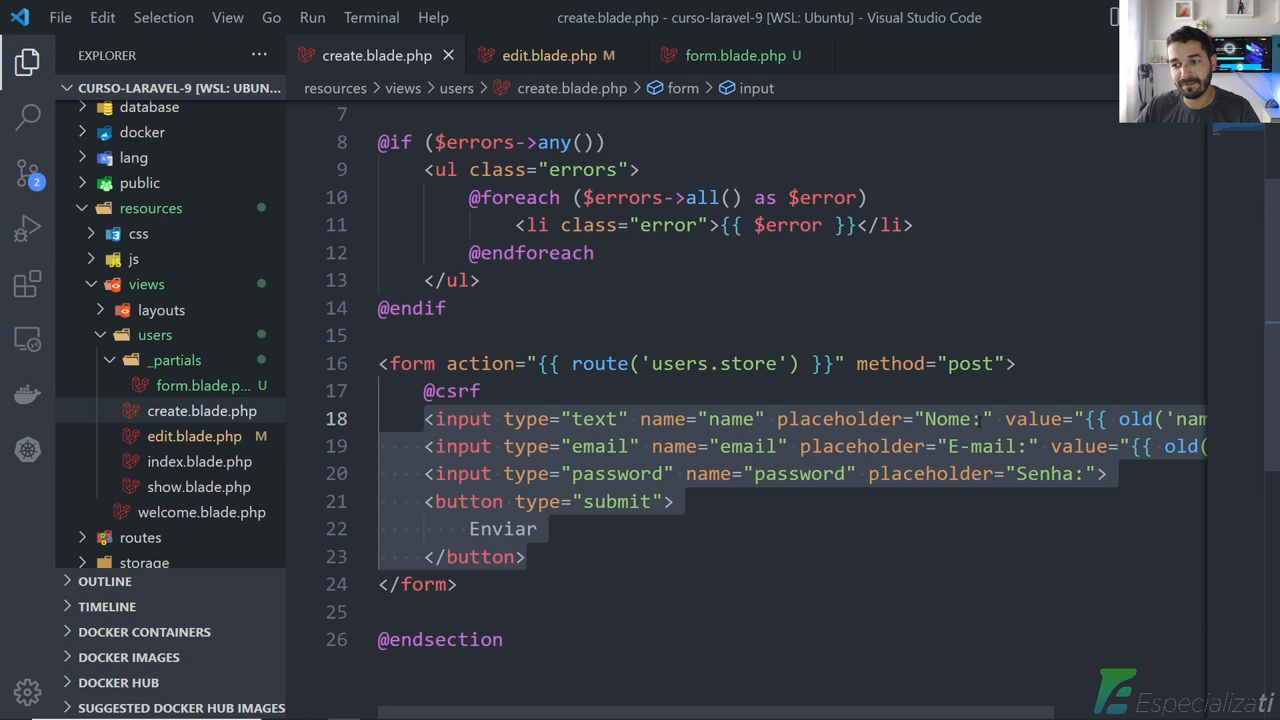 File Edit Selection View Go Run Terminal Help create.blade.php - curso-laravel-9 [WSL: Ubuntu] - Visual Studio Code
EXPLORER ···
create.blade.php
edit.blade.php M
form.blade.php U
CURSO-LARAVEL-9 [WSL: UBUN...
resources > views > users > create.blade.php > form > input
database
docker
lang
public
resources
css
js
views
layouts
users
_partials
form.blade.p... U
create.blade.php
edit.blade.php M
index.blade.php
show.blade.php
welcome.blade.php
routes
storage
OUTLINE
TIMELINE
DOCKER CONTAINERS
DOCKER IMAGES
DOCKER HUB
SUGGESTED DOCKER HUB IMAGES
2
7
8 @if ($errors->any())
9 <ul class="errors">
10 @foreach ($errors->all() as $error)
11 <li class="error">{{ $error }}</li>
12 @endforeach
13 </ul>
14 @endif
15
16 <form action="{{ route('users.store') }}" method="post">
17 @csrf
18 <input type="text" name="name" placeholder="Nome:" value="{{ old('nam
19 <input type="email" name="email" placeholder="E-mail:" value="{{ old(
20 <input type="password" name="password" placeholder="Senha:">
21 <button type="submit">
22 Enviar
23 </button>
24 </form>
25
26 @endsection
Especializati